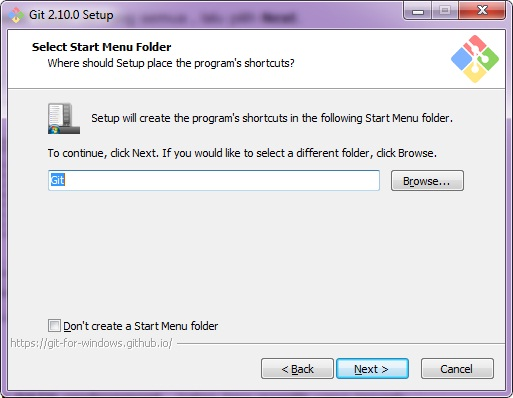 Git 2.10.0 Setup
Select Start Menu Folder
Where should Setup place the program's shortcuts?
Setup will create the program's shortcuts in the following Start Menu folder.
To continue, click Next. If you would like to select a different folder, click Browse.
Git
Browse...
Don't create a Start Menu folder
https://git-for-windows.github.io/
< Back
Next >
Cancel